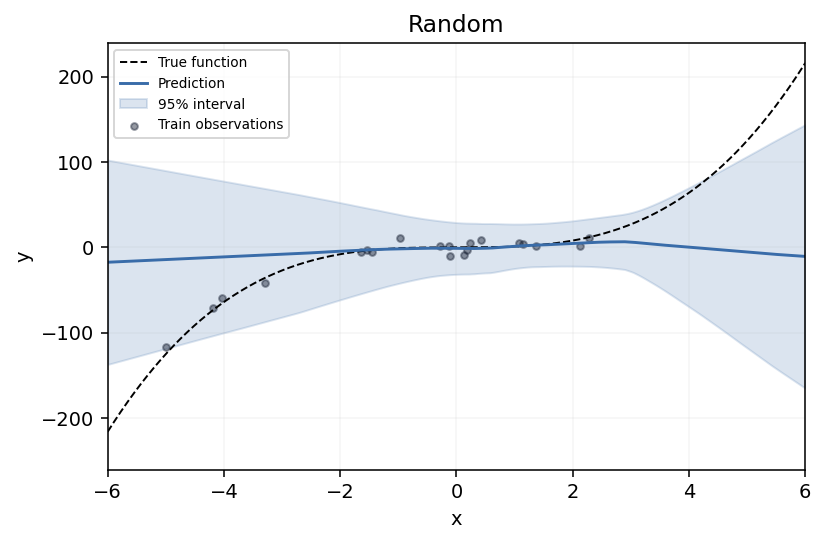 Random
True function
Prediction
95% interval
Train observations
200
100
0
−100
−200
y
−6 −4 −2 0 2 4 6
x